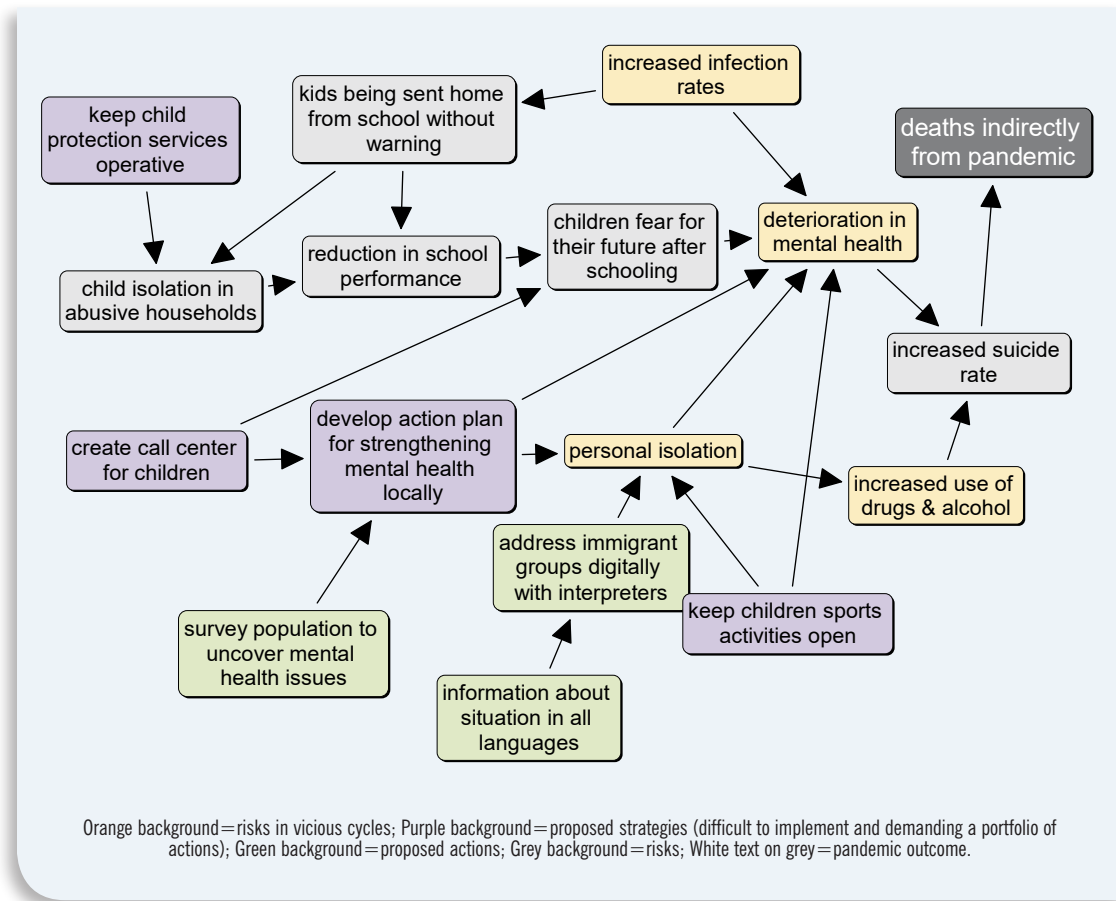 increased infection
rates
kids being sent home
from school without
warning
keep child
protection services
operative
deaths indirectly
from pandemic
children fear for
their future after
schooling
deterioration in
mental health
reduction in school
performance
child isolation in
abusive households
increased suicide
rate
develop action plan
for strengthening
mental health
locally
create call center
for children
personal isolation
increased use of
drugs & alcohol
address immigrant
groups digitally
with interpreters
keep children sports
activities open
survey population to
uncover mental
health issues
information about
situation in all
languages
Orange background=risks in vicious cycles; Purple background=proposed strategies (difficult to implement and demanding a portfolio of
actions); Green background=proposed actions; Grey background=risks; White text on grey=pandemic outcome.